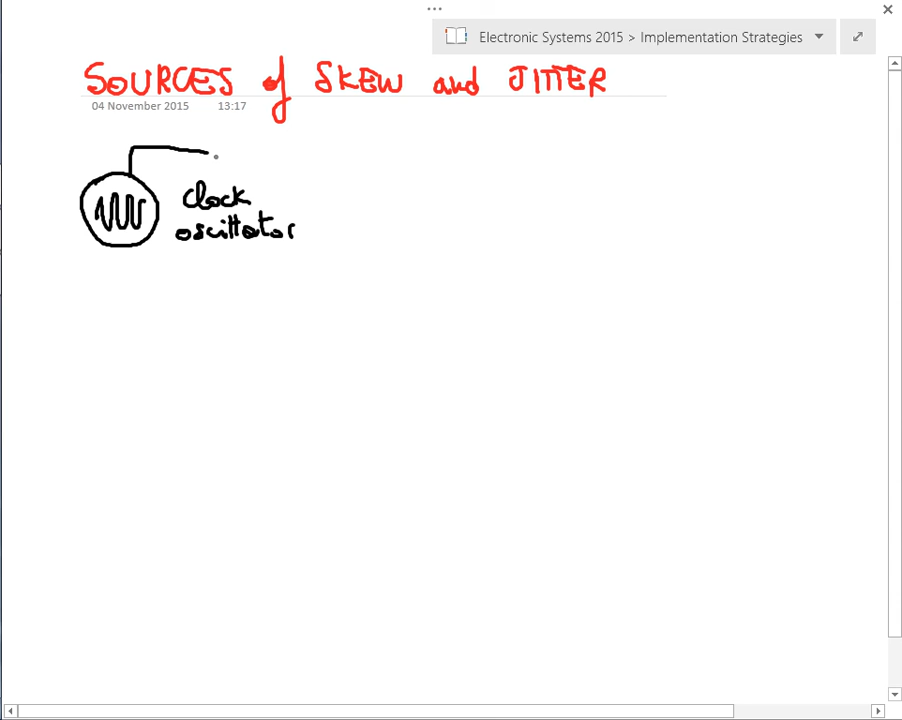 Electronic Systems 2015 > Implementation Strategies
SOURCES of SKEW and JITTER
04 November 2015 13:17
clock
oscillator